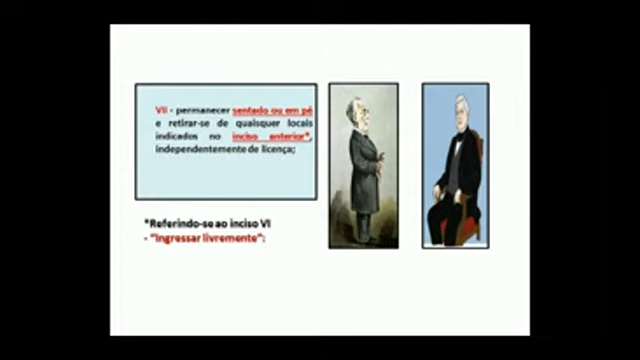 VII - permanecer sentado ou em pé
e retirar-se de quaisquer locais
indicados no inciso anterior*,
independentemente de licença;
*Referindo-se ao inciso VI
- "Ingressar livremente":